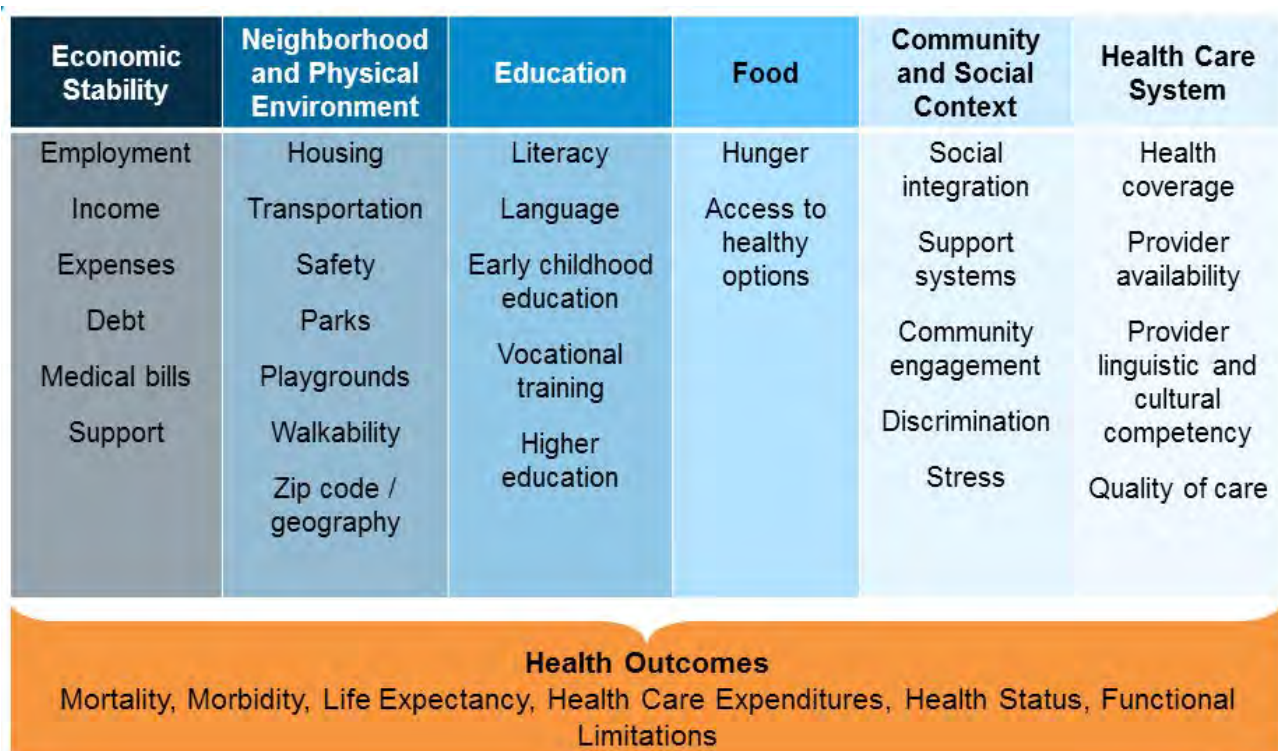 Economic
Stability
Neighborhood
and Physical
Environment
Education
Food
Community
and Social
Context
Health Care
System
Employment
Income
Expenses
Debt
Medical bills
Support
Housing
Transportation
Safety
Parks
Playgrounds
Walkability
Zip code /
geography
Literacy
Language
Early childhood
education
Vocational
training
Higher
education
Hunger
Access to
healthy
options
Social
integration
Support
systems
Community
engagement
Discrimination
Stress
Health
coverage
Provider
availability
Provider
linguistic and
cultural
competency
Quality of care
Health Outcomes
Mortality, Morbidity, Life Expectancy, Health Care Expenditures, Health Status, Functional
Limitations